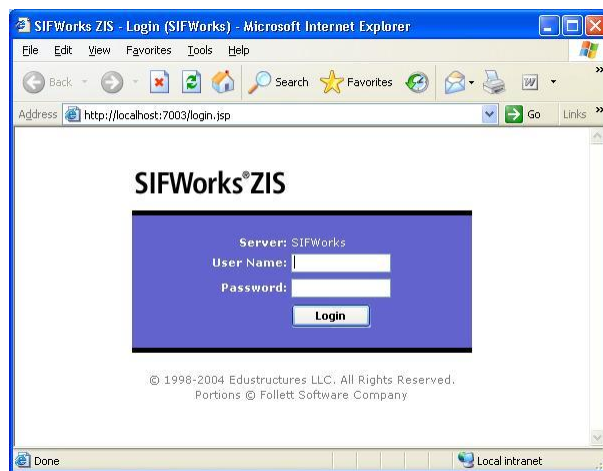 SIFWorks ZIS - Login (SIFWorks) - Microsoft Internet Explorer
File Edit View Favorites Tools Help
Back Search Favorites W
Address http://localhost:7003/login.jsp Go Links
SIFWorks®ZIS
Server: SIFWorks
User Name:
Password:
Login
© 1998-2004 Edustructures LLC. All Rights Reserved.
Portions © Follett Software Company
Done Local intranet